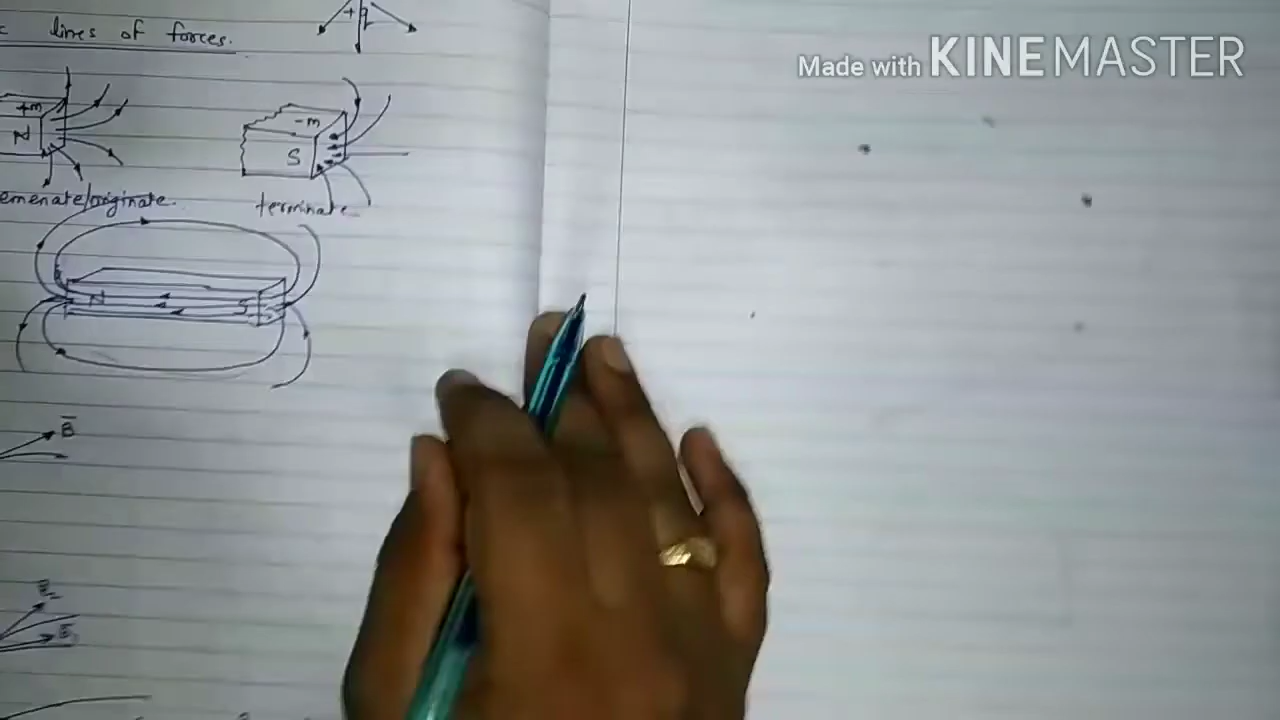 c lines of forces.
+q
Made with KINEMASTER
+m
N
-m
S
emenate/originate.
terminate
N
S
B